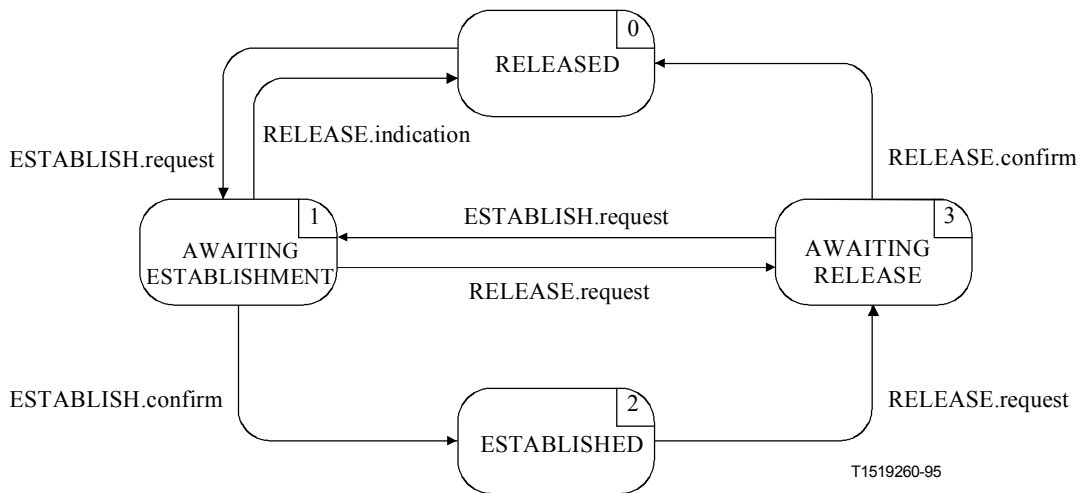 0
RELEASED
RELEASE.indication
ESTABLISH.request
RELEASE.confirm
1
AWAITING
ESTABLISHMENT
ESTABLISH.request
RELEASE.request
3
AWAITING
RELEASE
ESTABLISH.confirm
2
ESTABLISHED
RELEASE.request
T1519260-95